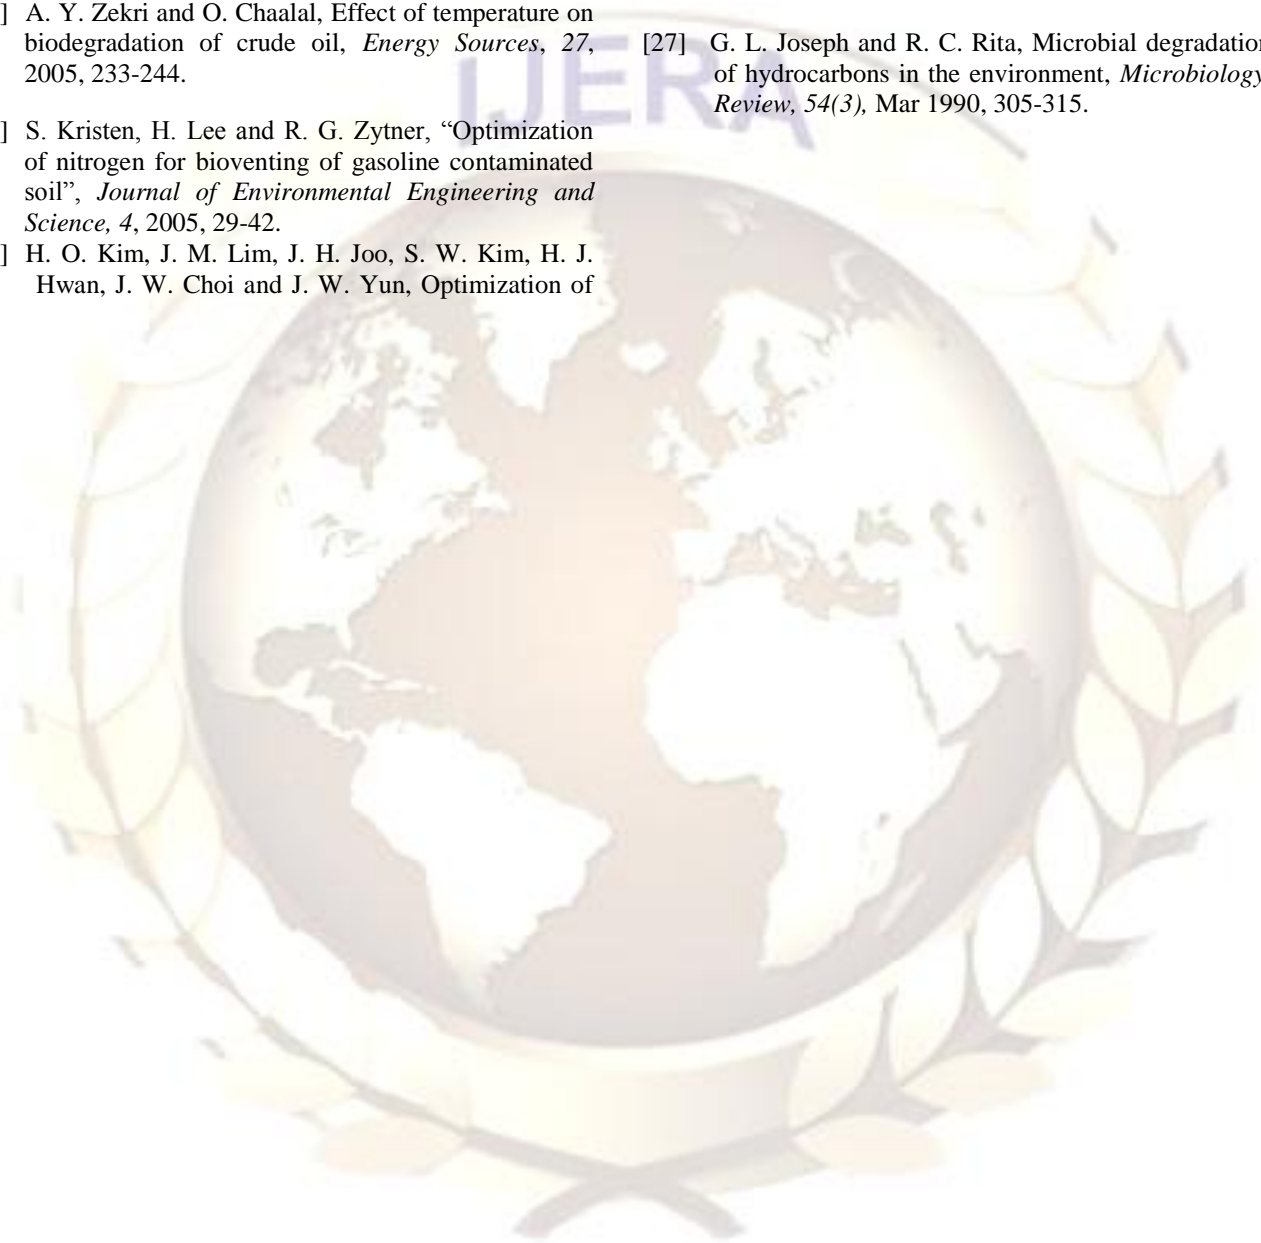 ] A. Y. Zekri and O. Chaalal, Effect of temperature on
biodegradation of crude oil, Energy Sources, 27,
2005, 233-244.
] S. Kristen, H. Lee and R. G. Zytner, “Optimization
of nitrogen for bioventing of gasoline contaminated
soil”, Journal of Environmental Engineering and
Science, 4, 2005, 29-42.
] H. O. Kim, J. M. Lim, J. H. Joo, S. W. Kim, H. J.
Hwan, J. W. Choi and J. W. Yun, Optimization of
[27] G. L. Joseph and R. C. Rita, Microbial degradation
of hydrocarbons in the environment, Microbiology
Review, 54(3), Mar 1990, 305-315.
IJERA